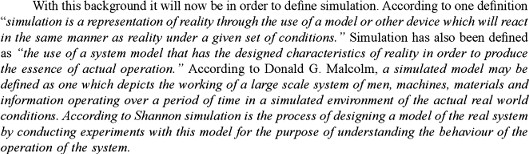 With this background it will now be in order to define simulation. According to one definition
“simulation is a representation of reality through the use of a model or other device which will react
in the same manner as reality under a given set of conditions.” Simulation has also been defined
as “the use of a system model that has the designed characteristics of reality in order to produce
the essence of actual operation.” According to Donald G. Malcolm, a simulated model may be
defined as one which depicts the working of a large scale system of men, machines, materials and
information operating over a period of time in a simulated environment of the actual real world
conditions. According to Shannon simulation is the process of designing a model of the real system
by conducting experiments with this model for the purpose of understanding the behaviour of the
operation of the system.